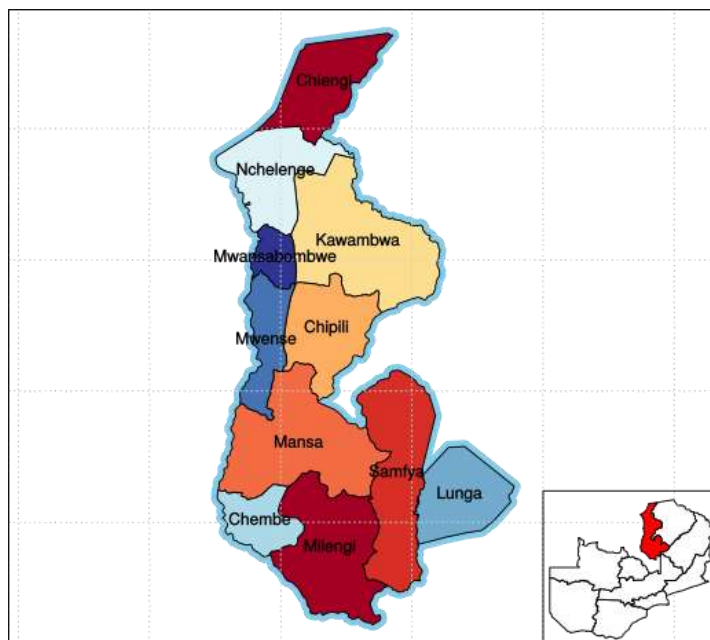 Chiengi
Nchelenge
Kawambwa
Mwansabombwe
Chipili
Mwense
Mansa
Samfya
Lunga
Chembe
Milengi